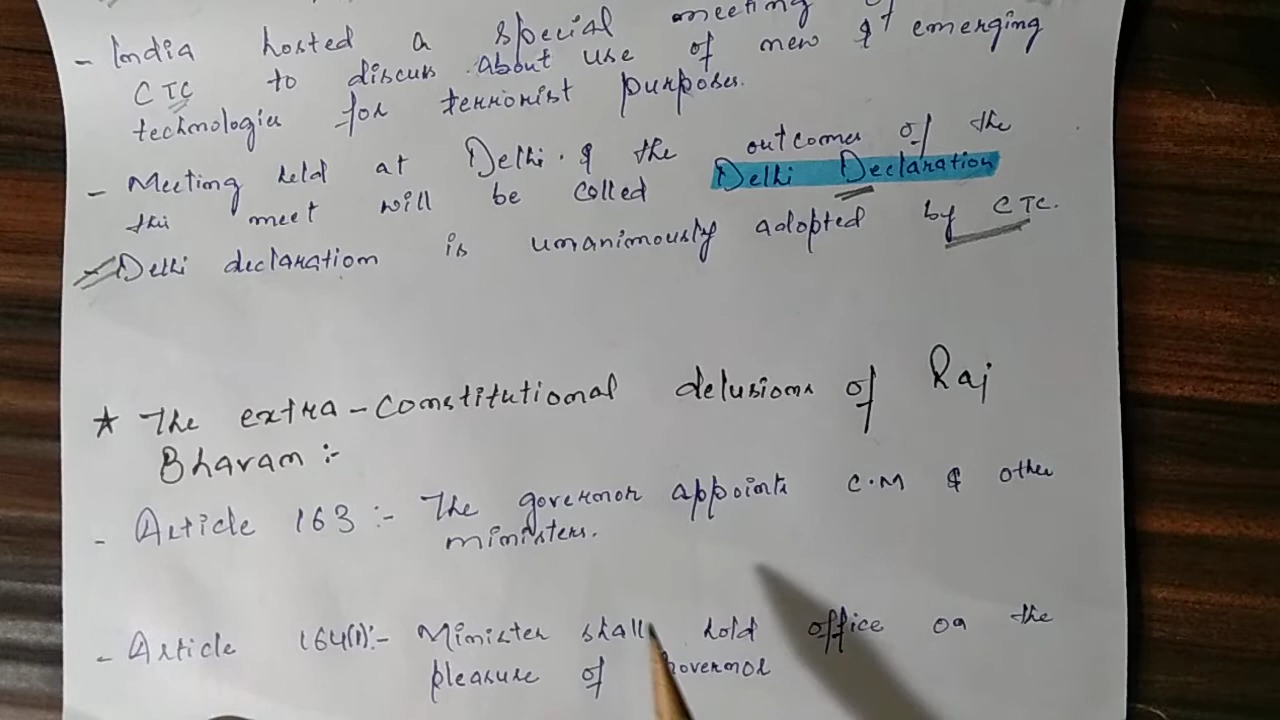 - India hosted a special meeting of
CTC to discuss about use of new & emerging
technologies for terrorist purposes.
- Meeting held at Delhi. & the outcomes of the
this meet will be called Delhi Declaration
- Delhi declaration is unanimously adopted by CTC.
★ The extra-constitutional delusions of Raj
Bhavan :-
- Article 163 :- The governor appoints C.M & other
ministers.
- Article 164(1):- Minister shall hold office on the
pleasure of Governor